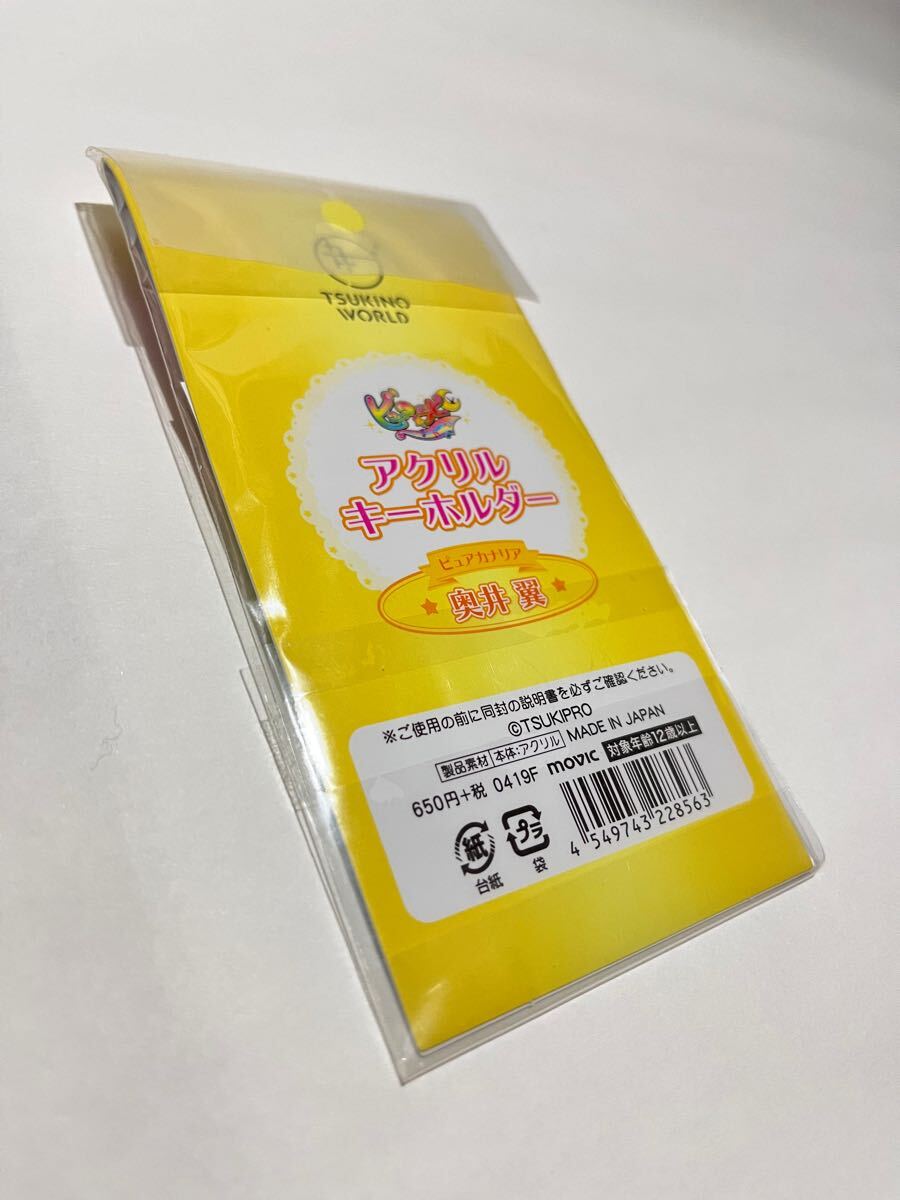 TSUKINO
WORLD
アクリル
キーホルダー
ピュアカナリア
奥井 翼
※ご使用の前に同封の説明書を必ずご確認ください。
©TSUKIPRO
製品素材 本体:アクリル MADE IN JAPAN
650円+税 0419F movic 対象年齢12歳以上
紙 プラ
台紙 袋
4 549743 228563